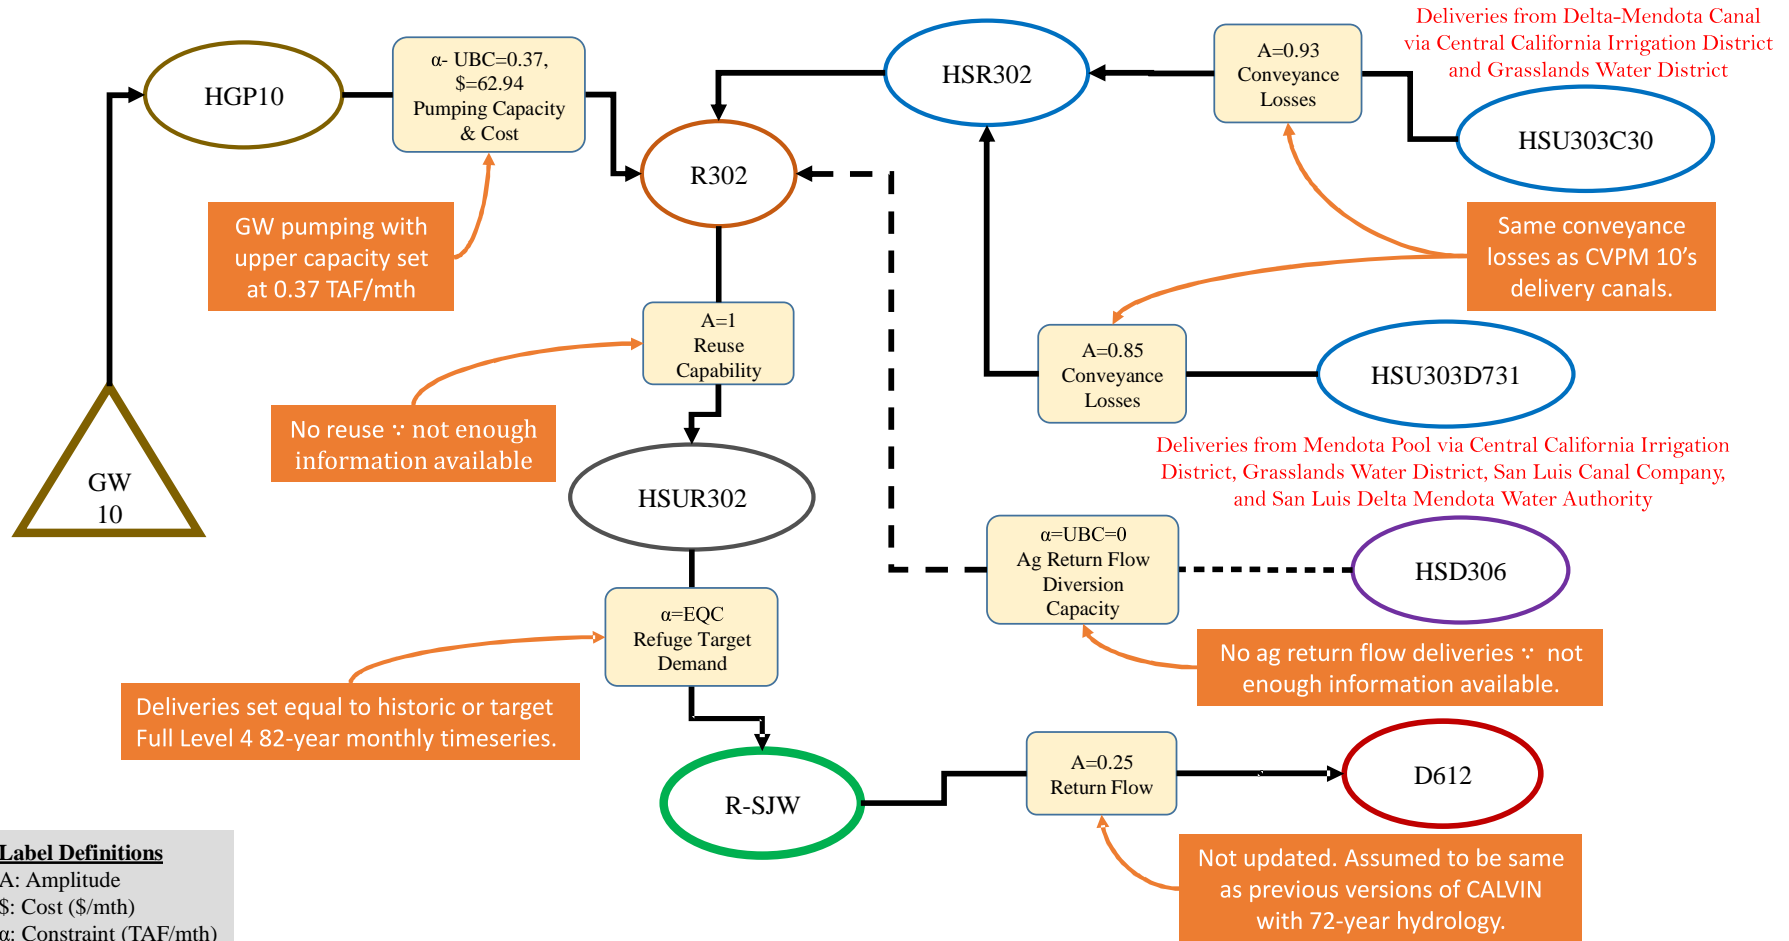 Deliveries from Delta-Mendota Canal
via Central California Irrigation District
and Grasslands Water District
HGP10
α- UBC=0.37,
$=62.94
Pumping Capacity
& Cost
HSR302
A=0.93
Conveyance
Losses
HSU303C30
R302
GW pumping with
upper capacity set
at 0.37 TAF/mth
Same conveyance
losses as CVPM 10's
delivery canals.
A=1
Reuse
Capability
A=0.85
Conveyance
Losses
HSU303D731
No reuse ∵ not enough
information available
Deliveries from Mendota Pool via Central California Irrigation
District, Grasslands Water District, San Luis Canal Company,
and San Luis Delta Mendota Water Authority
GW
10
HSUR302
α=UBC=0
Ag Return Flow
Diversion
Capacity
HSD306
α=EQC
Refuge Target
Demand
No ag return flow deliveries ∵ not
enough information available.
Deliveries set equal to historic or target
Full Level 4 82-year monthly timeseries.
R-SJW
A=0.25
Return Flow
D612
Not updated. Assumed to be same
as previous versions of CALVIN
with 72-year hydrology.
Label Definitions
A: Amplitude
$: Cost ($/mth)
α: Constraint (TAF/mth)